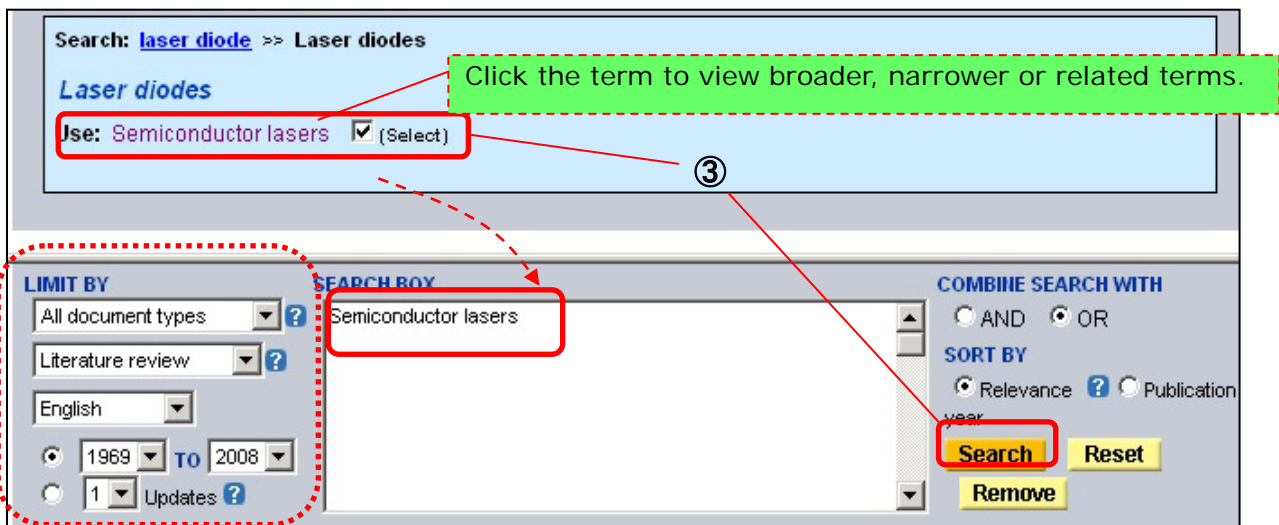 Search: laser diode >> Laser diodes
Click the term to view broader, narrower or related terms.
Laser diodes
Use: Semiconductor lasers (Select)
③
LIMIT BY
SEARCH BOX
COMBINE SEARCH WITH
All document types ?
Semiconductor lasers
AND OR
Literature review ?
SORT BY
Relevance ? Publication
year
English
1969 TO 2008
Search Reset
1 Updates ?
Remove